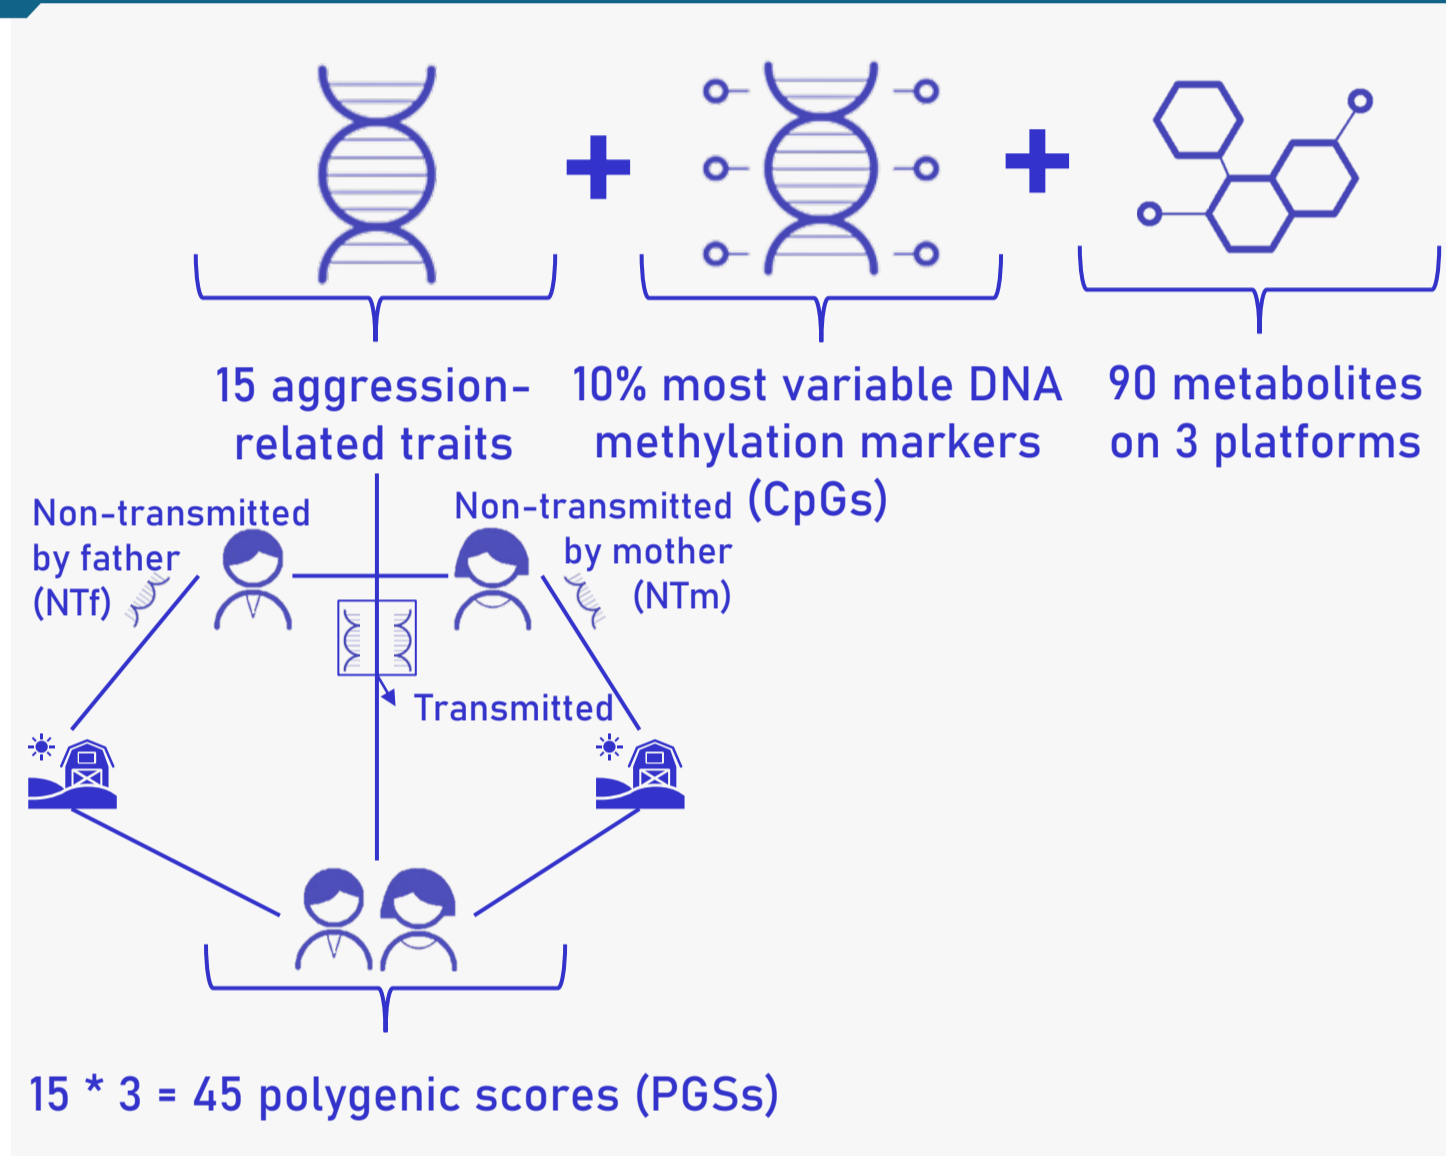 15 aggression-
related traits
10% most variable DNA
methylation markers
(CpGs)
90 metabolites
on 3 platforms
Non-transmitted
by father
(NTf)
Non-transmitted
by mother
(NTm)
Transmitted
15 * 3 = 45 polygenic scores (PGSs)